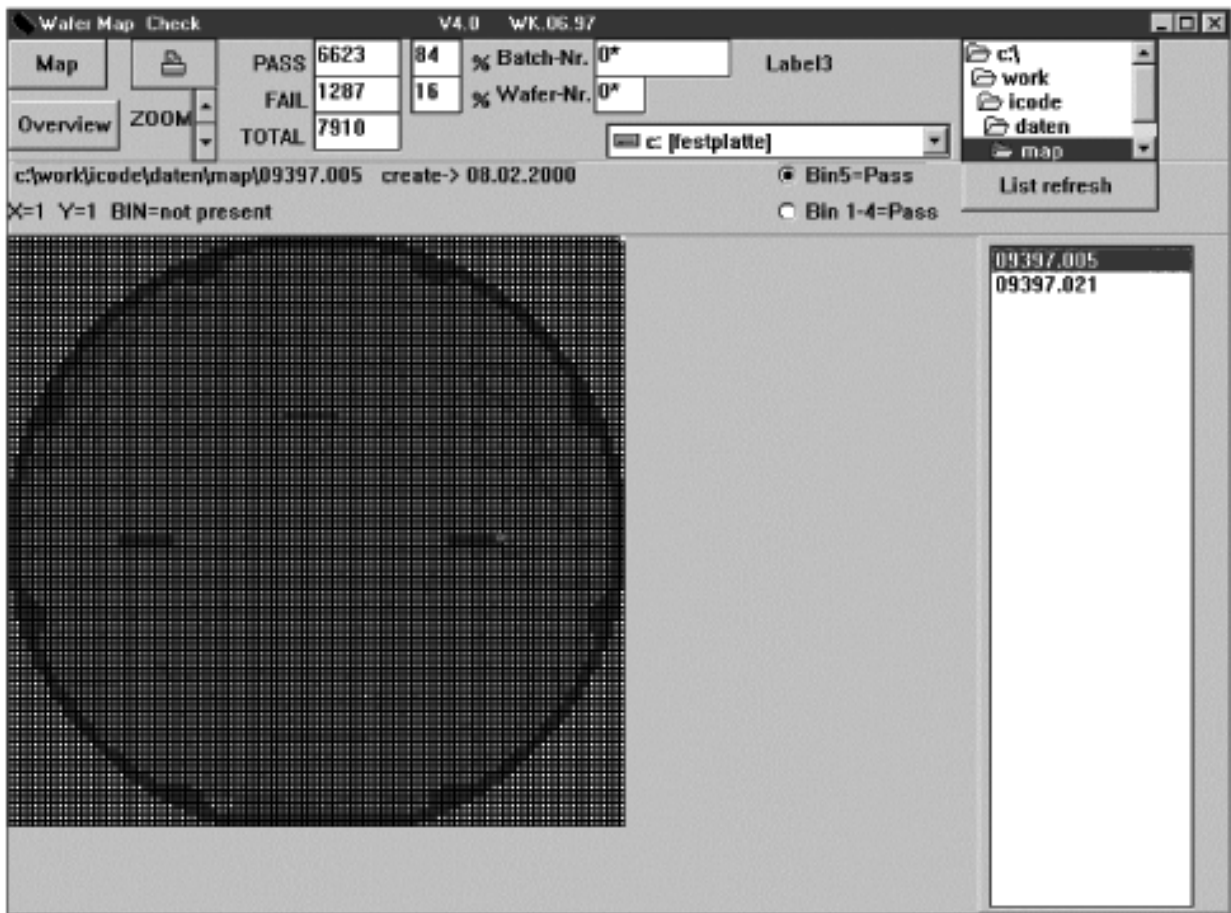 Wafer Map Check V4.0 WK.06.97
Map PASS 6623 84 % Batch-Nr. 0* Label3
FAIL 1287 16 % Wafer-Nr. 0*
Overview ZOOM TOTAL 7910
c: [festplatte]
c:\
work
icode
daten
map
List refresh
c:\work\icode\daten\map\09397.005 create-> 08.02.2000
Bin5=Pass
X=1 Y=1 BIN=not present
Bin 1-4=Pass
09397.005
09397.021